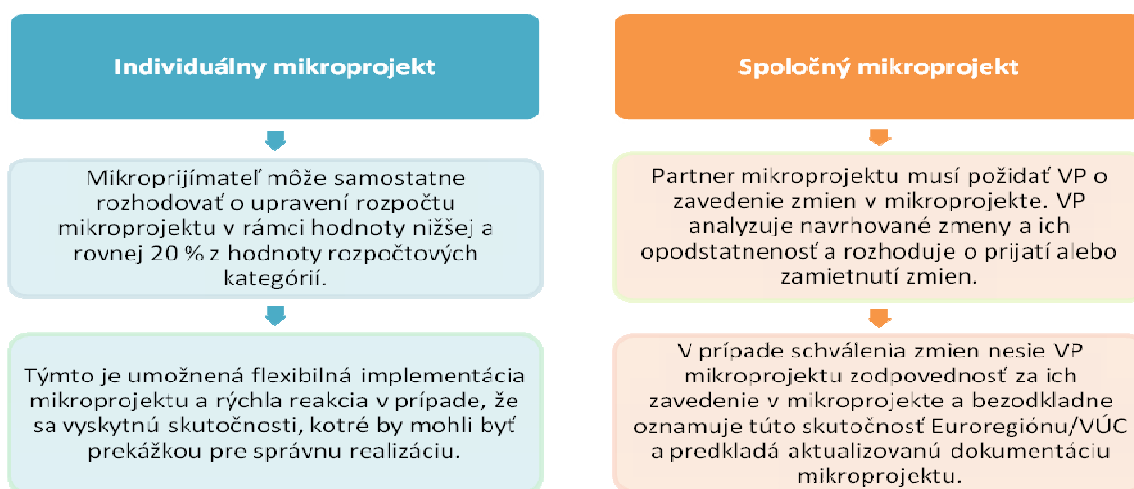 Individuálny mikroprojekt
Mikroprijímateľ môže samostatne
rozhodovať o upravení rozpočtu
mikroprojektu v rámci hodnoty nižšej a
rovnej 20 % z hodnoty rozpočtových
kategórií.
Týmto je umožnená flexibilná implementácia
mikroprojektu a rýchla reakcia v prípade, že
sa vyskytnú skutočnosti, kotré by mohli byť
prekážkou pre správnu realizáciu.
Spoločný mikroprojekt
Partner mikroprojektu musí požidať VP o
zavedenie zmien v mikroprojekte. VP
analyzuje navrhované zmeny a ich
opodstatnenosť a rozhoduje o prijatí alebo
zamietnutí zmien.
V prípade schválenia zmien nesie VP
mikroprojektu zodpovednosť za ich
zavedenie v mikroprojekte a bezodkladne
oznamuje túto skutočnosť Euroregiónu/VÚC
a predkladá aktualizovanú dokumentáciu
mikroprojektu.